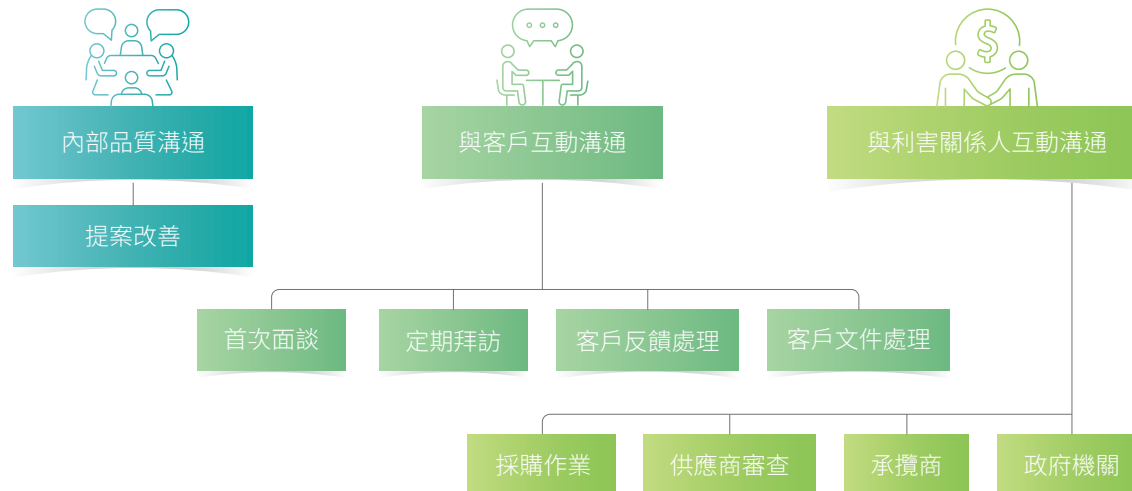 內部品質溝通
與客戶互動溝通
與利害關係人互動溝通
提案改善
首次面談
定期拜訪
客戶反饋處理
客戶文件處理
採購作業
供應商審查
承攬商
政府機關